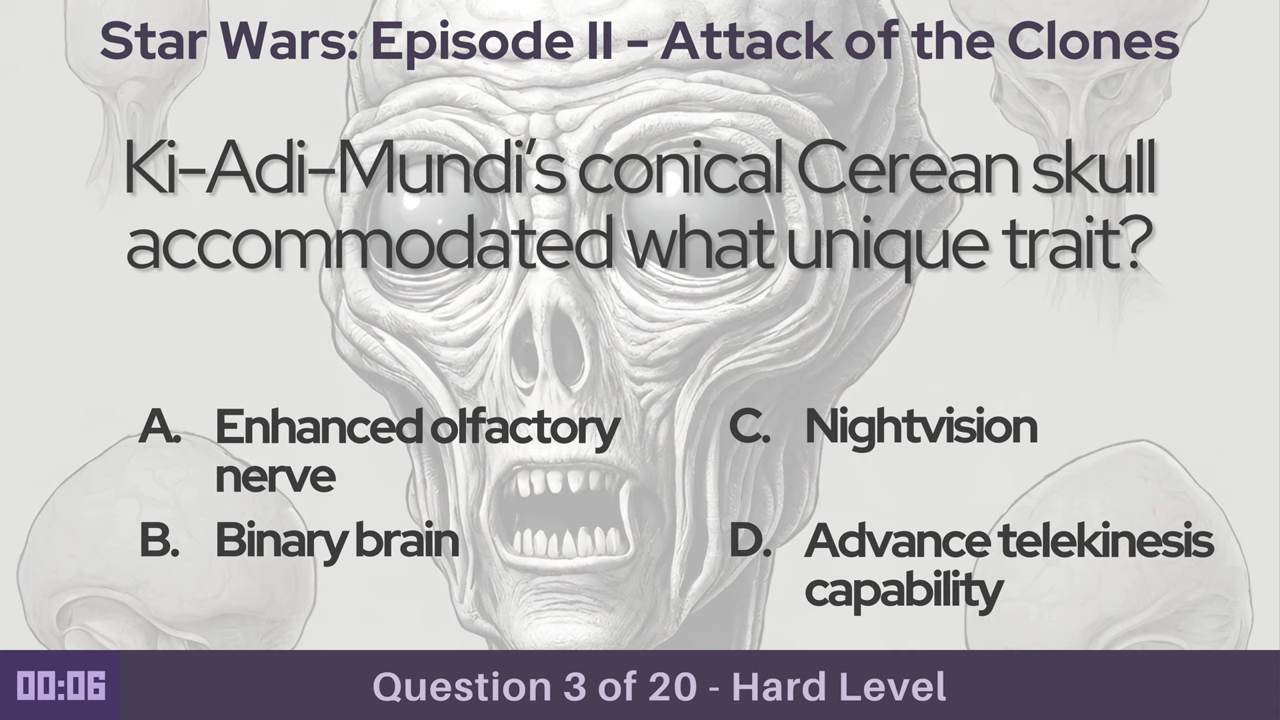 Star Wars: Episode II – Attack of the Clones
Ki-Adi-Mundi’s conical Cerean skull
accommodated what unique trait?
A. Enhanced olfactory
nerve
B. Binary brain
C. Nightvision
D. Advance telekinesis
capability
00:06
Question 3 of 20 - Hard Level